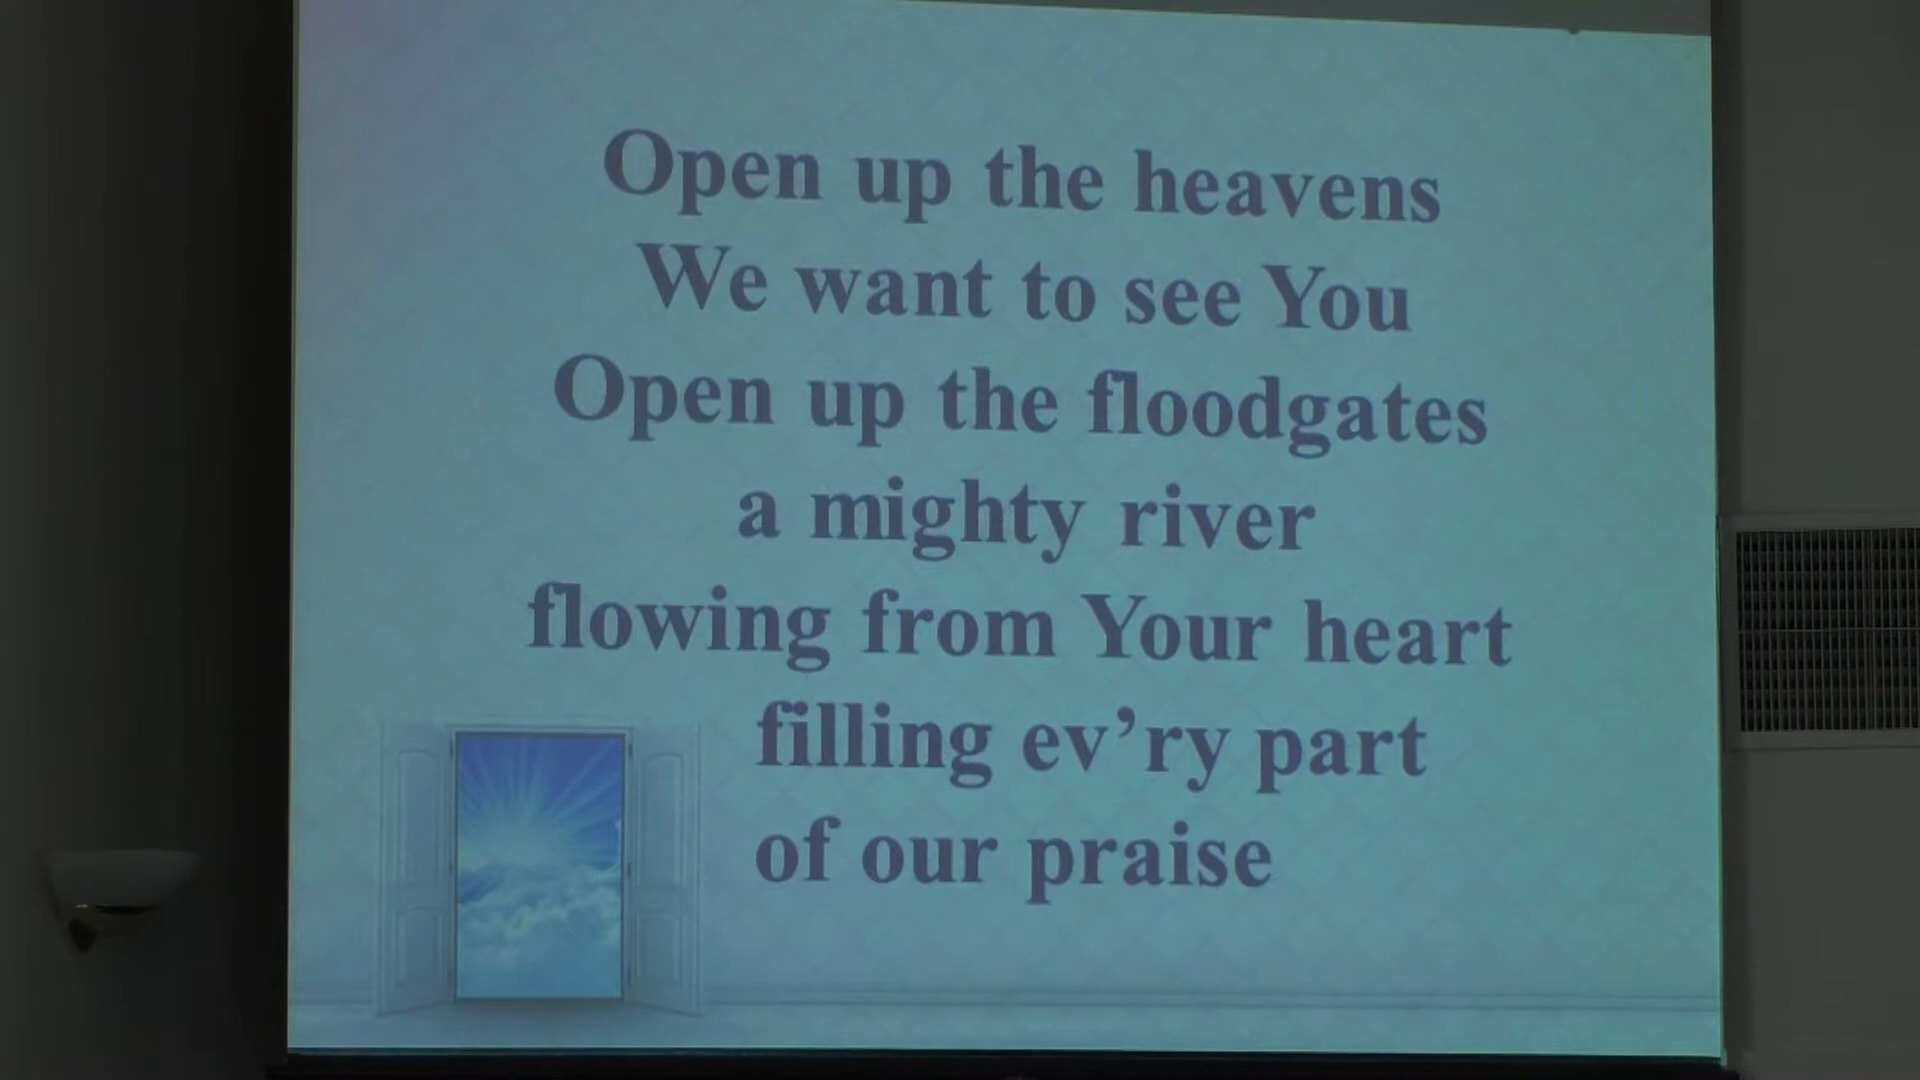 Open up the heavens
We want to see You
Open up the floodgates
a mighty river
flowing from Your heart
filling ev’ry part
of our praise